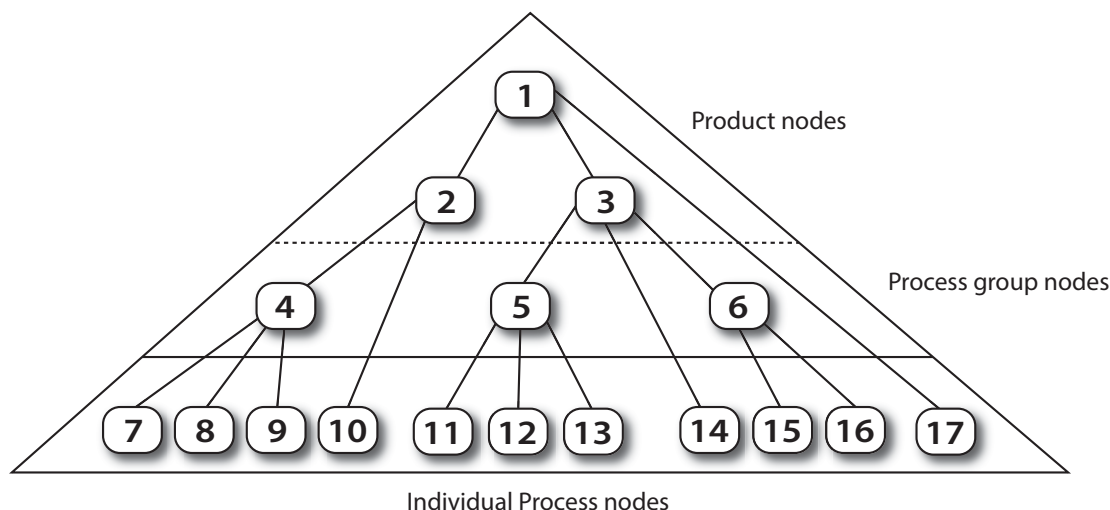 1
Product nodes
2 3
Process group nodes
4 5 6
7 8 9 10 11 12 13 14 15 16 17
Individual Process nodes